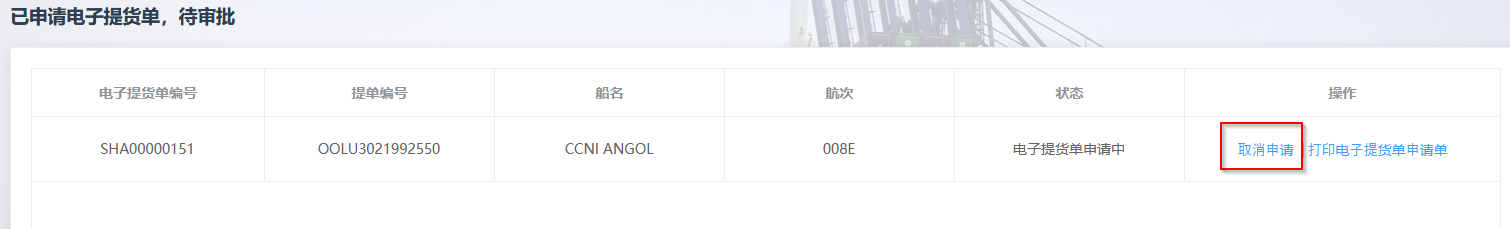 已申请电子提货单，待审批
电子提货单编号 提单编号 船名 航次 状态 操作
SHA00000151 OOLU3021992550 CCNI ANGOL 008E 电子提货单申请中 取消申请 打印电子提货单申请单